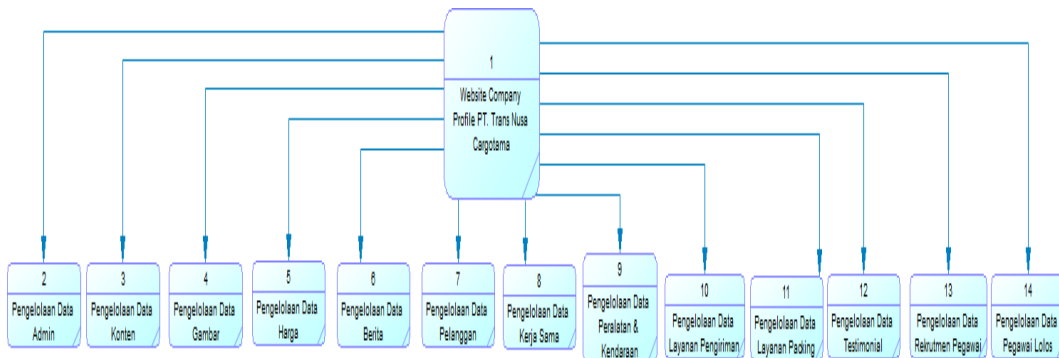 1
Website Company
Profile PT. Trans Nusa
Cargotama
2
Pengelolaan Data
Admin
3
Pengelolaan Data
Konten
4
Pengelolaan Data
Gambar
5
Pengelolaan Data
Harga
6
Pengelolaan Data
Berita
7
Pengelolaan Data
Pelanggan
8
Pengelolaan Data
Kerja Sama
9
Pengelolaan Data
Peralatan &
Kendaraan
10
Pengelolaan Data
Layanan Pengiriman
11
Pengelolaan Data
Layanan Packing
12
Pengelolaan Data
Testimonial
13
Pengelolaan Data
Rekrutmen Pegawai
14
Pengelolaan Data
Pegawai Lolos